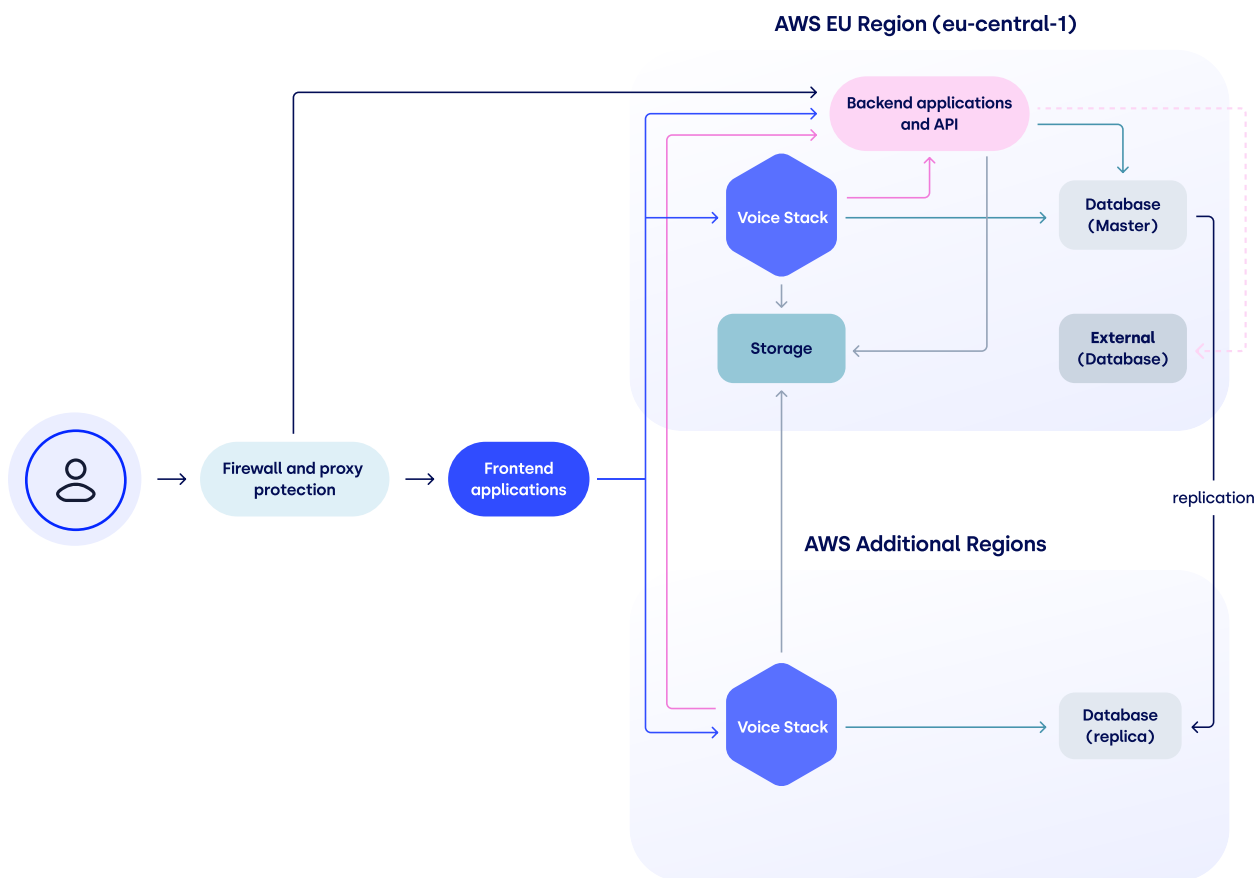 AWS EU Region (eu-central-1)
Backend applications
and API
Voice Stack
Database
(Master)
Storage
External
(Database)
Firewall and proxy
protection
Frontend
applications
replication
AWS Additional Regions
Voice Stack
Database
(replica)